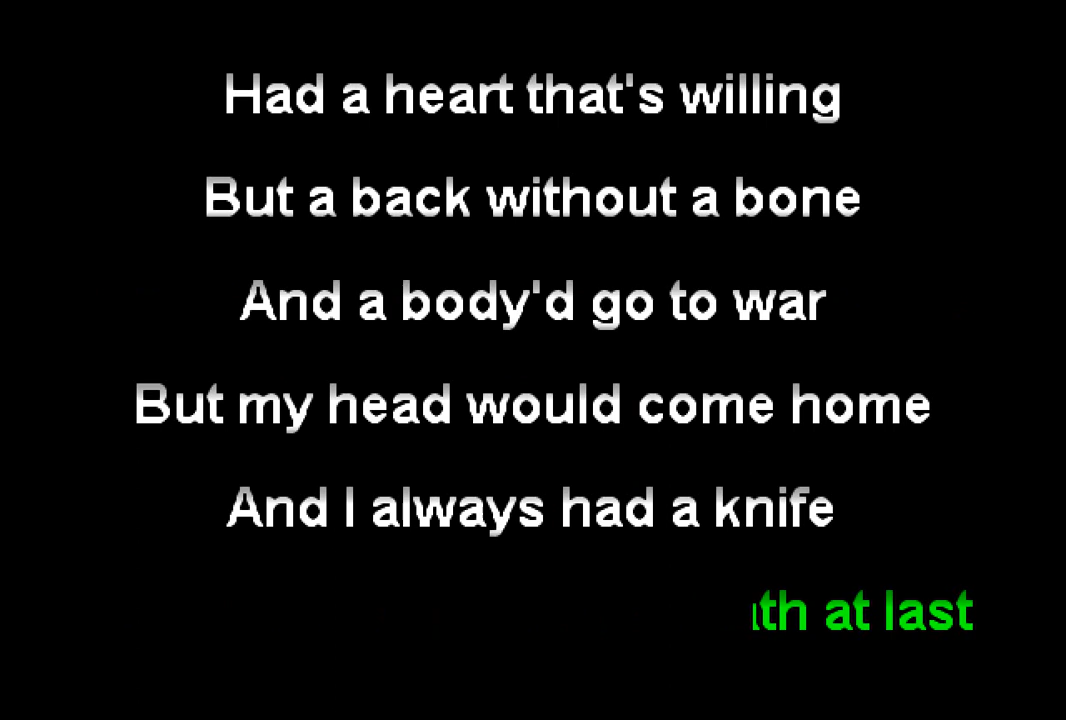 Had a heart that's willing
But a back without a bone
And a body'd go to war
But my head would come home
And I always had a knife
th at last